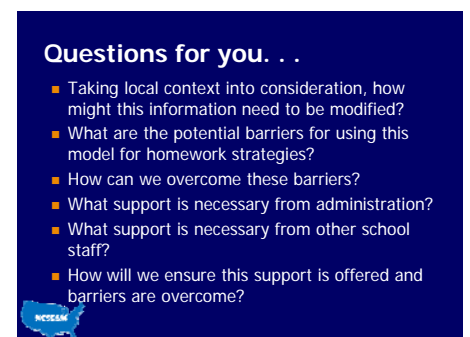 Questions for you. . .
■ Taking local context into consideration, how
might this information need to be modified?
■ What are the potential barriers for using this
model for homework strategies?
■ How can we overcome these barriers?
■ What support is necessary from administration?
■ What support is necessary from other school
staff?
■ How will we ensure this support is offered and
barriers are overcome?
NCSEAM